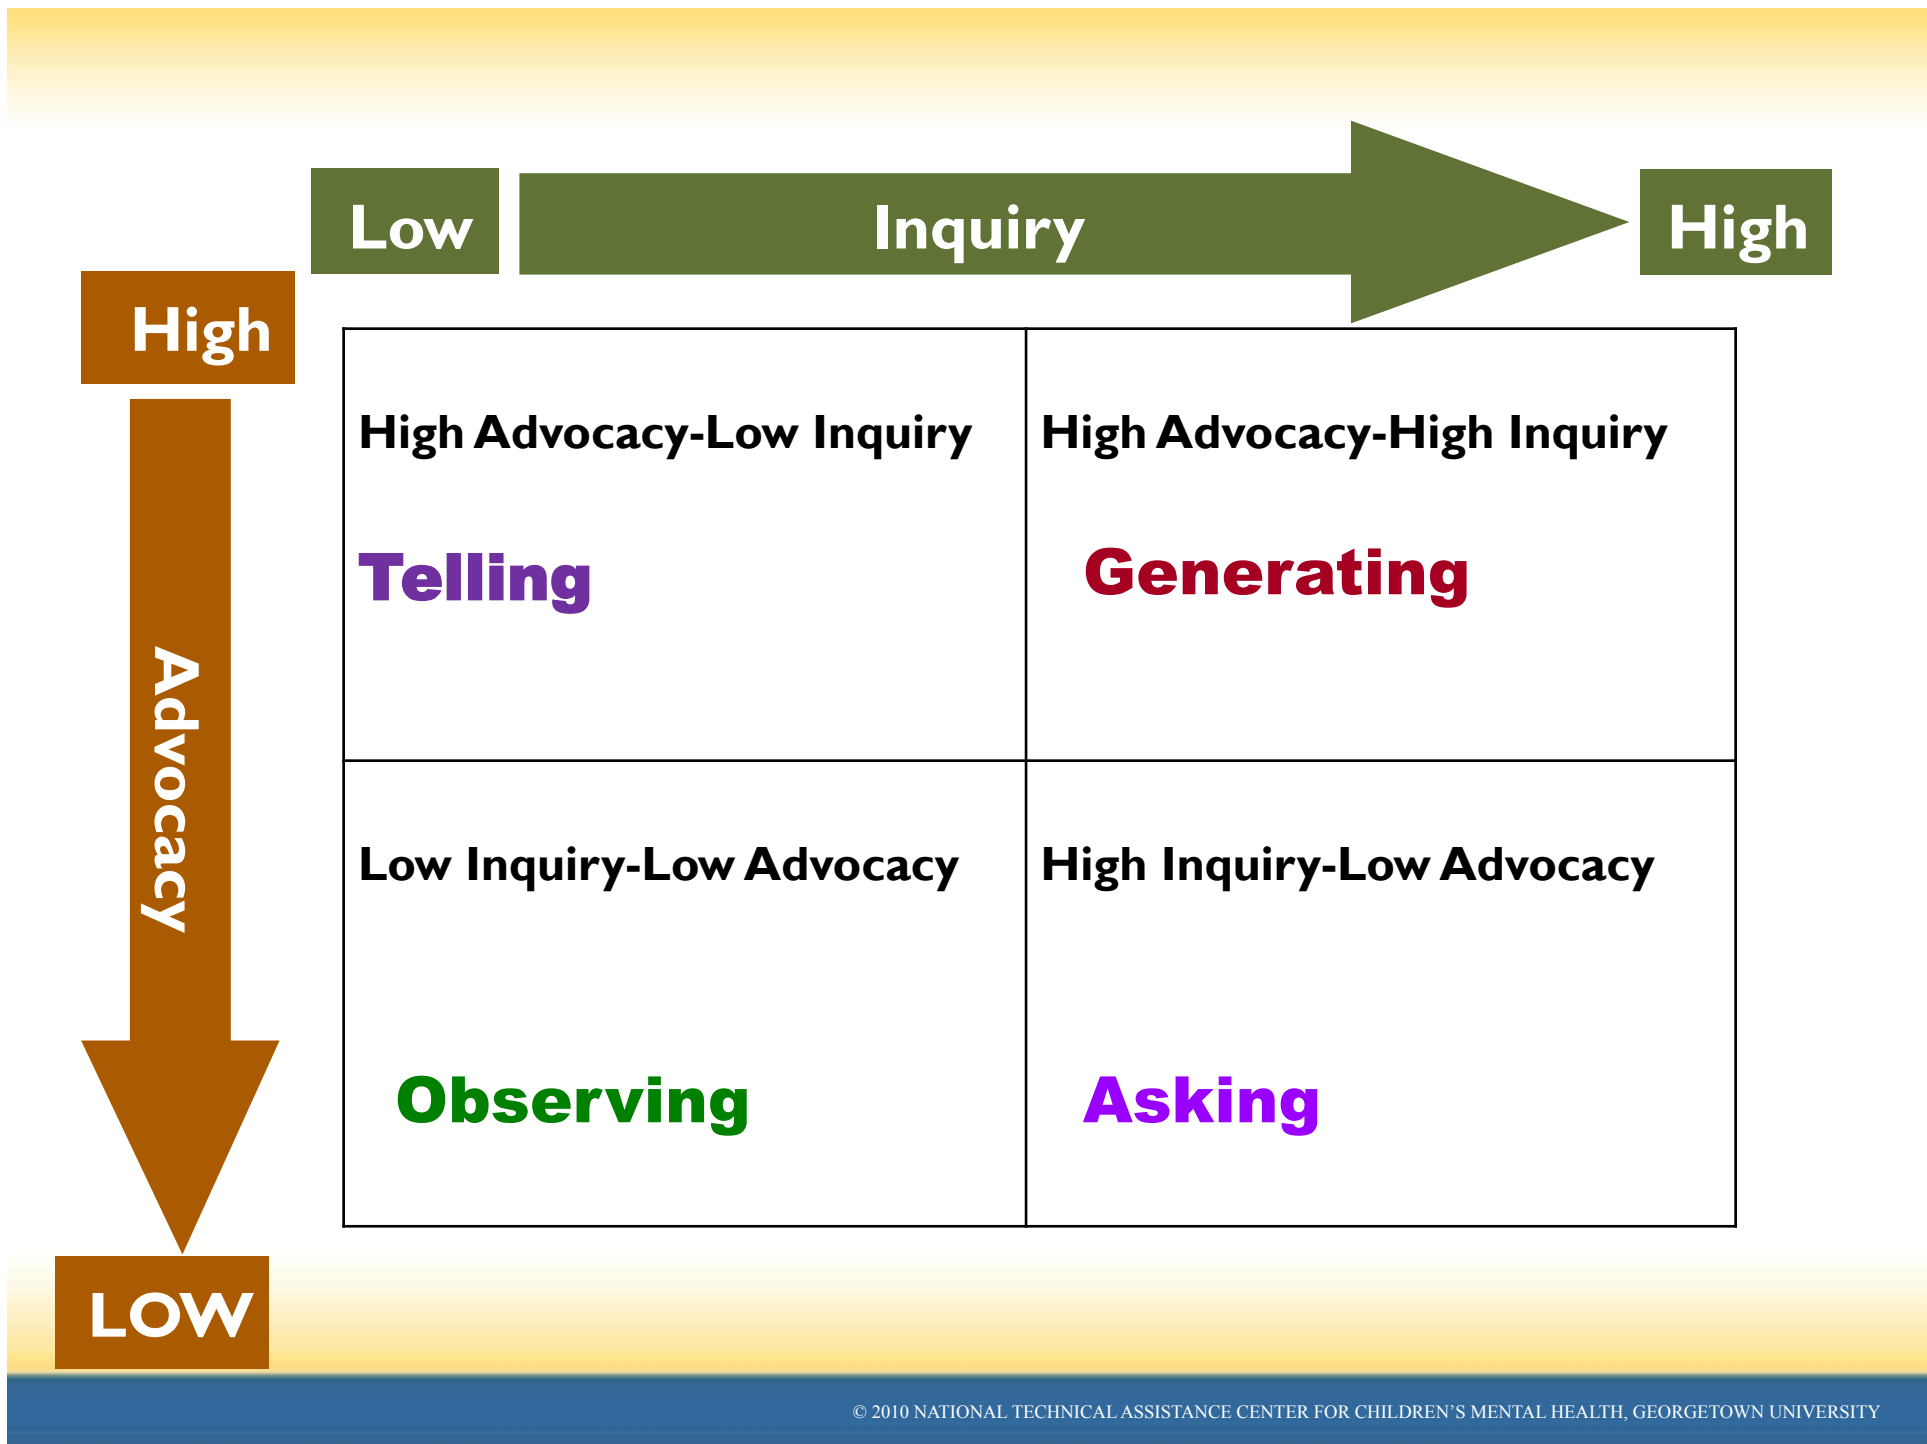 Low
Inquiry
High
High
Advocacy
LOW
High Advocacy-Low Inquiry
Telling
High Advocacy-High Inquiry
Generating
Low Inquiry-Low Advocacy
Observing
High Inquiry-Low Advocacy
Asking
© 2010 NATIONAL TECHNICAL ASSISTANCE CENTER FOR CHILDREN’S MENTAL HEALTH, GEORGETOWN UNIVERSITY